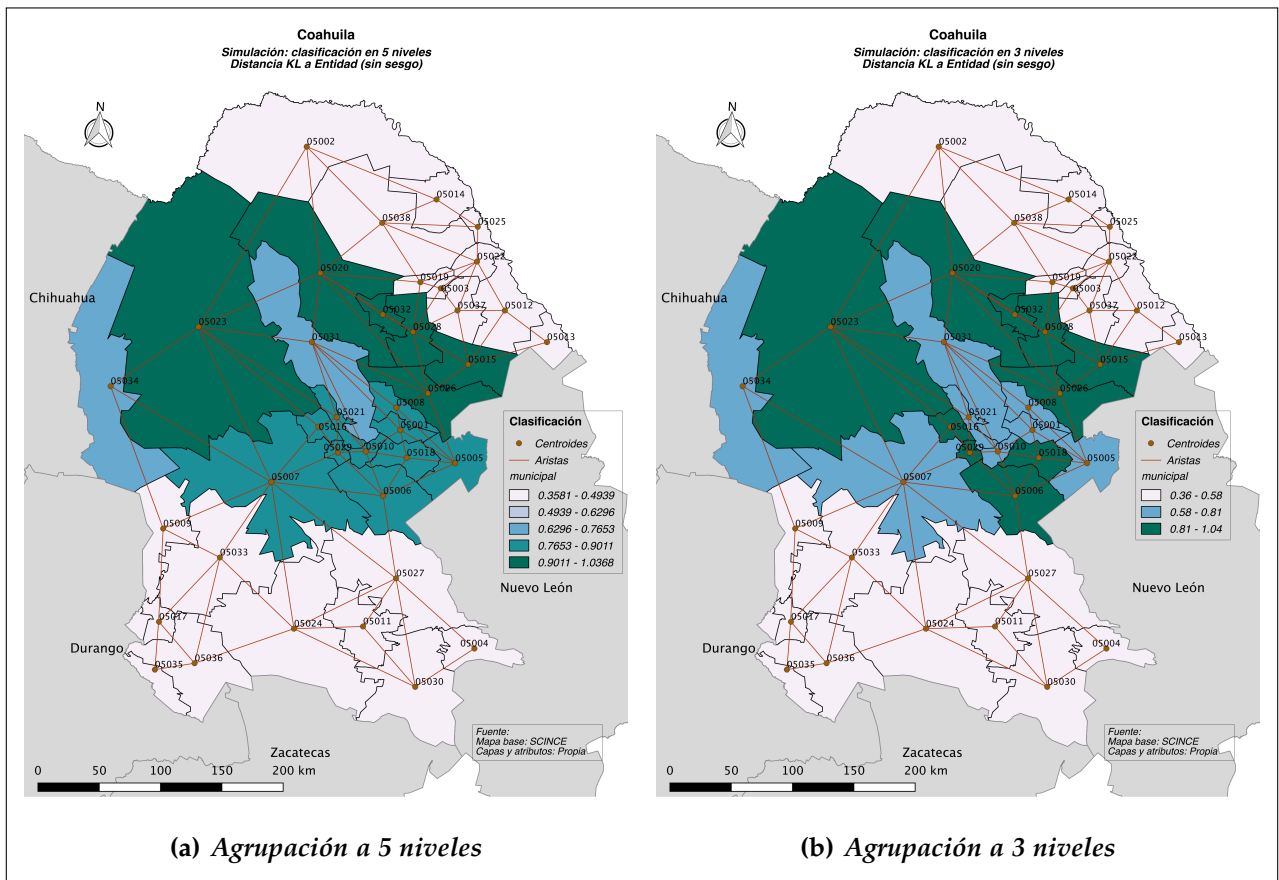 Coahuila
Simulación: clasificación en 5 niveles
Distancia KL a Entidad (sin sesgo)
N
05002
05014
05038
05025
05022
05020
05019
05003
Chihuahua
05032
05037
05012
05023
05028
05031
05013
05015
05034
05026
05008
05021
05016
05001
05029
05010
05018
05005
05007
05006
Clasificación
Centroides
Aristas
municipal
0.3581 - 0.4939
0.4939 - 0.6296
0.6296 - 0.7653
0.7653 - 0.9011
0.9011 - 1.0368
05009
05033
05027
Nuevo León
05017
05024
05011
Durango
05004
05036
05035
05030
Fuente:
Mapa base: SCINCE
Capas y atributos: Propia
Zacatecas
0 50 100 150 200 km
(a) Agrupación a 5 niveles
Coahuila
Simulación: clasificación en 3 niveles
Distancia KL a Entidad (sin sesgo)
N
05002
05014
05038
05025
05022
05020
05019
05003
Chihuahua
05032
05037
05012
05023
05028
05031
05013
05015
05034
05026
05008
05021
05016
05001
05029
05010
05018
05005
05007
05006
Clasificación
Centroides
Aristas
municipal
0.36 - 0.58
0.58 - 0.81
0.81 - 1.04
05009
05033
05027
Nuevo León
05017
05024
05011
Durango
05004
05036
05035
05030
Fuente:
Mapa base: SCINCE
Capas y atributos: Propia
Zacatecas
0 50 100 150 200 km
(b) Agrupación a 3 niveles